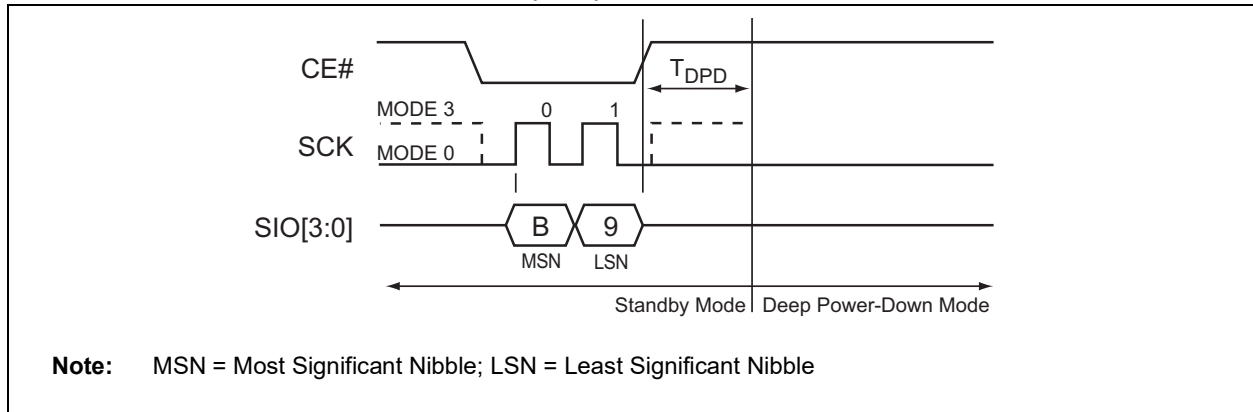 CE#
T_DPD
MODE 3 0 1
SCK
MODE 0
SIO[3:0] B 9
MSN LSN
Standby Mode Deep Power-Down Mode
Note: MSN = Most Significant Nibble; LSN = Least Significant Nibble